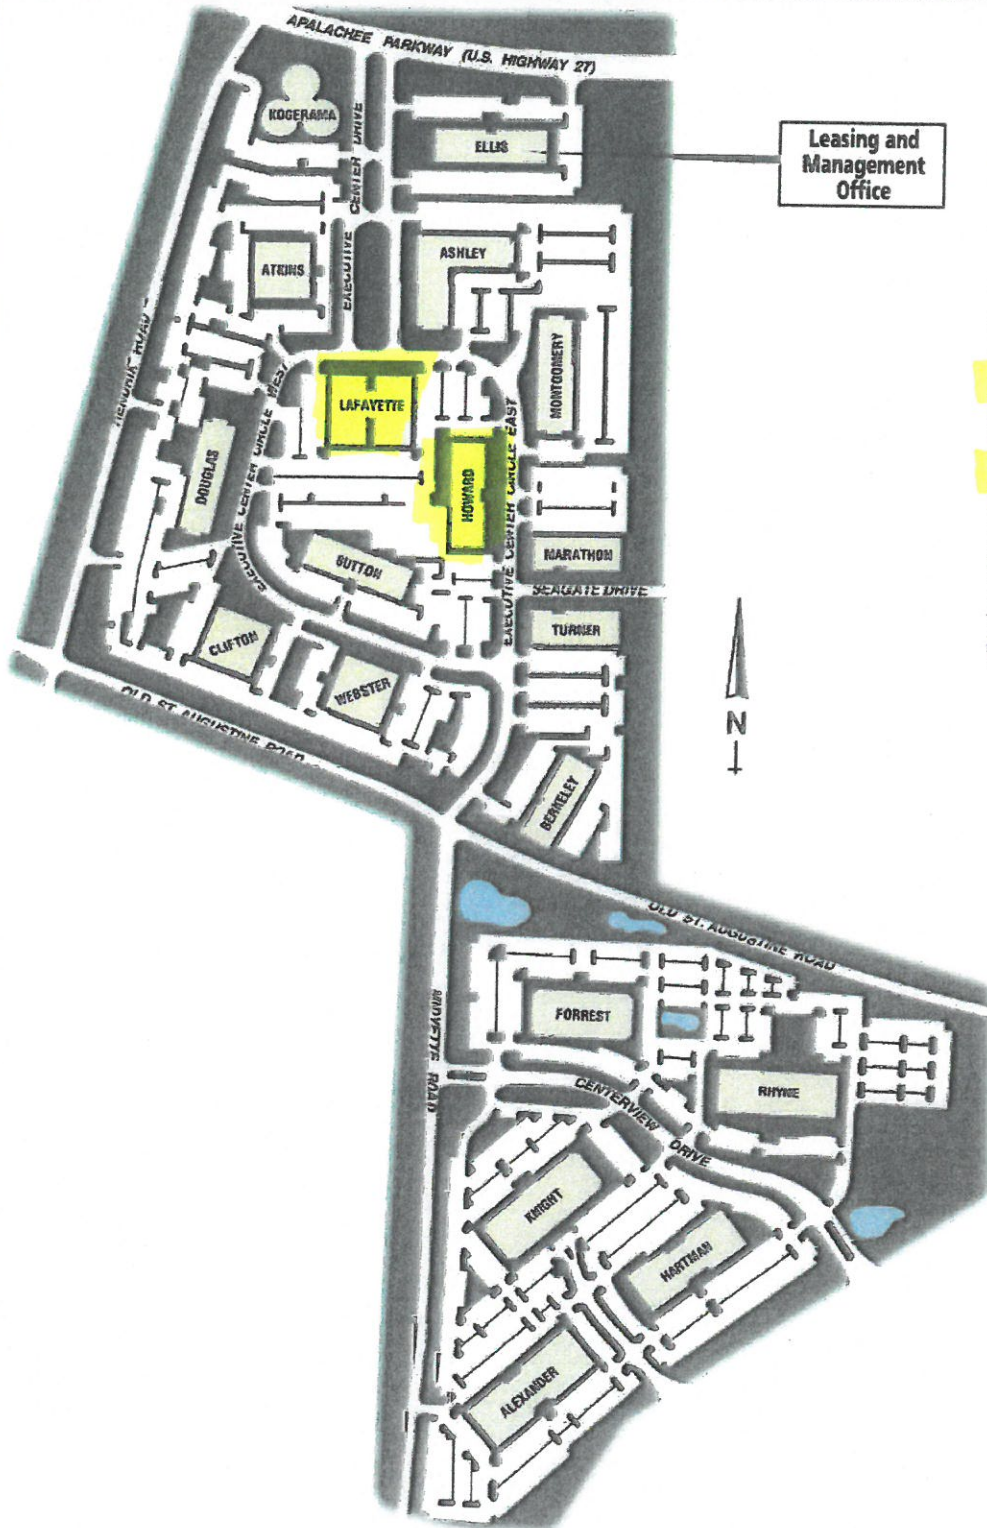 APALACHEE PARKWAY (U.S. HIGHWAY 27)
KOGERAMA
ELLIS
Leasing and
Management
Office
EXECUTIVE CENTER DRIVE
ATKINS
ASHLEY
MONTGOMERY
LAFAYETTE
HOWARD
DOUGLAS
EXECUTIVE CENTER CIRCLE WEST
EXECUTIVE CENTER CIRCLE EAST
SUTTON
MARATHON
SEAGATE DRIVE
TURNER
CLIFTON
WEBSTER
N
OLD ST. AUGUSTINE ROAD
BERKELEY
OLD ST. AUGUSTINE ROAD
FORREST
ROAD
CENTERVIEW DRIVE
RHYNE
KNIGHT
HARTMAN
ALEXANDER